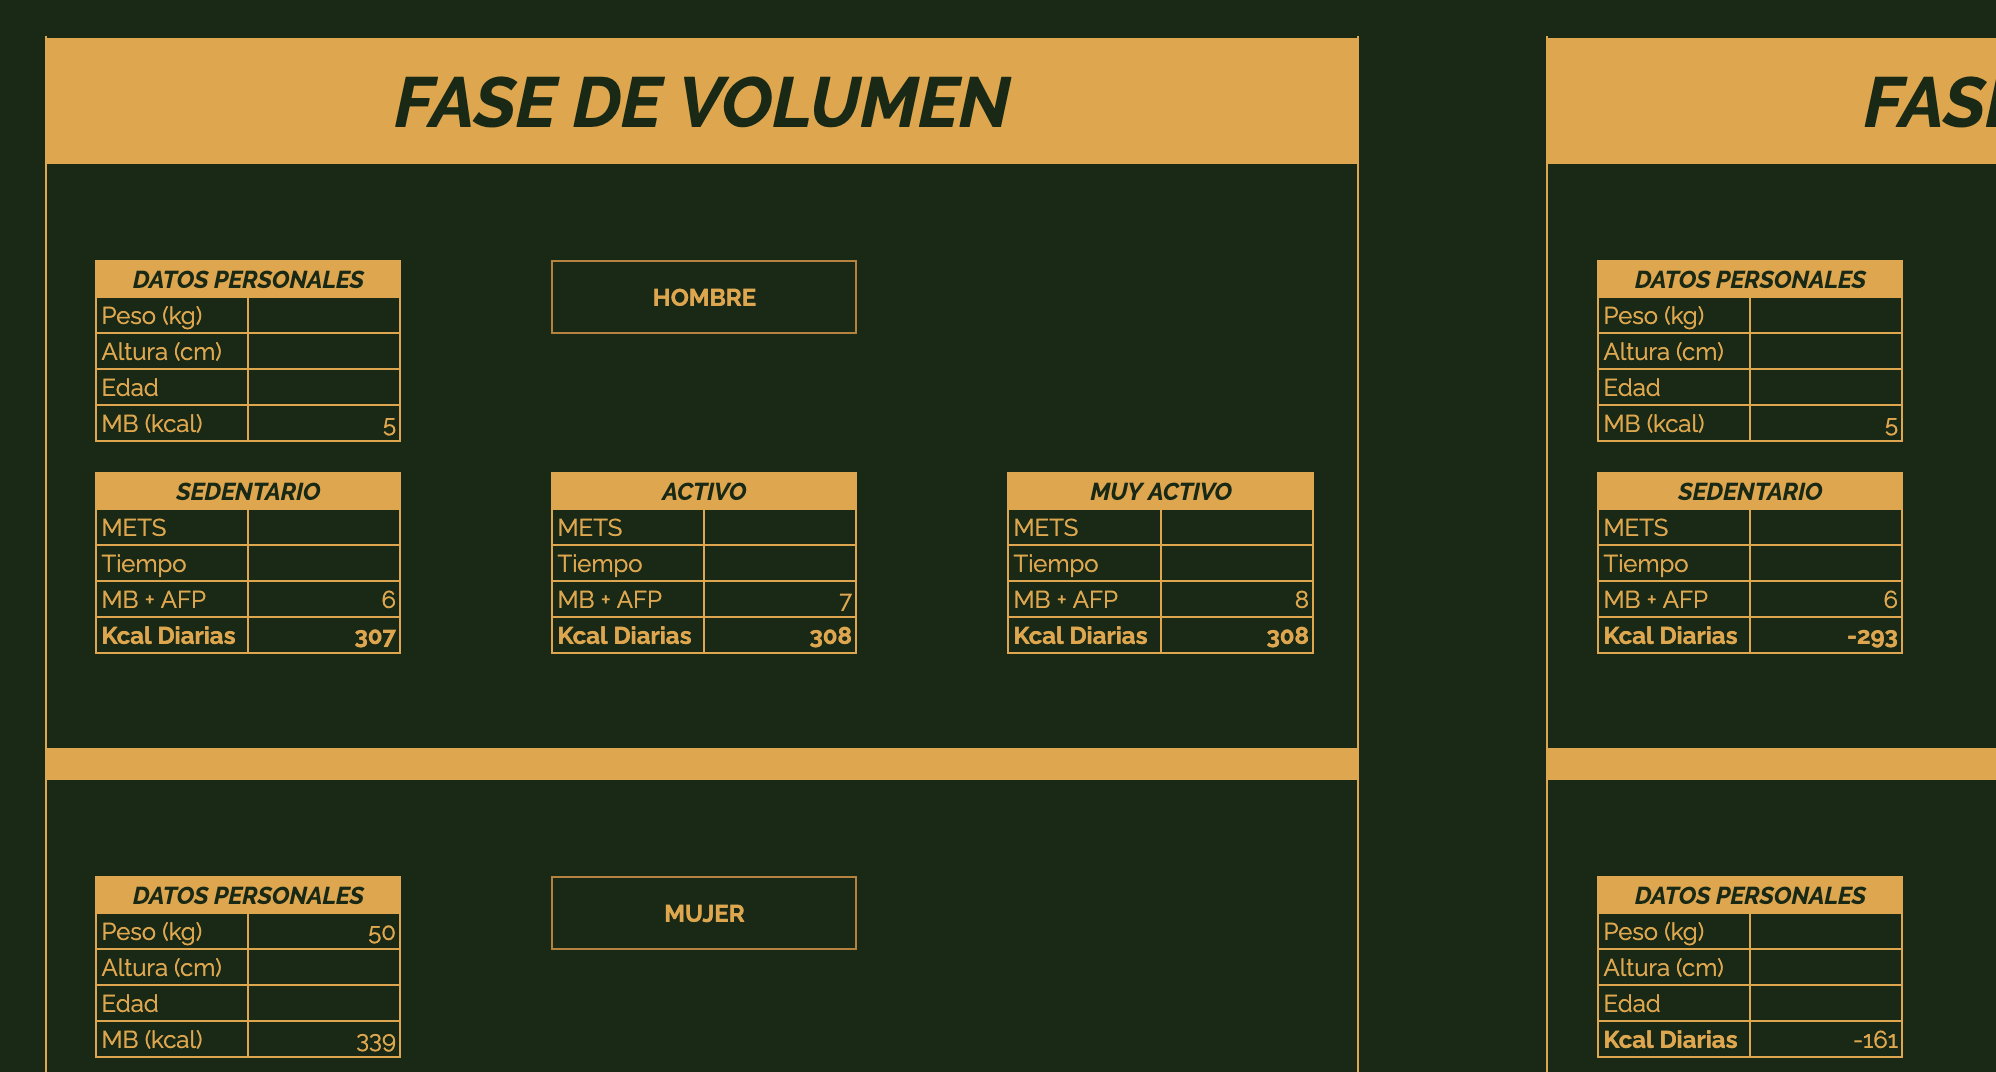 FASE DE VOLUMEN
DATOS PERSONALES
Peso (kg)
Altura (cm)
Edad
MB (kcal) 5
HOMBRE
SEDENTARIO
METS
Tiempo
MB + AFP 6
Kcal Diarias 307
ACTIVO
METS
Tiempo
MB + AFP 7
Kcal Diarias 308
MUY ACTIVO
METS
Tiempo
MB + AFP 8
Kcal Diarias 308
DATOS PERSONALES
Peso (kg) 50
Altura (cm)
Edad
MB (kcal) 339
MUJER
DATOS PERSONALES
Peso (kg)
Altura (cm)
Edad
MB (kcal) 5
SEDENTARIO
METS
Tiempo
MB + AFP 6
Kcal Diarias -293
DATOS PERSONALES
Peso (kg)
Altura (cm)
Edad
Kcal Diarias -161